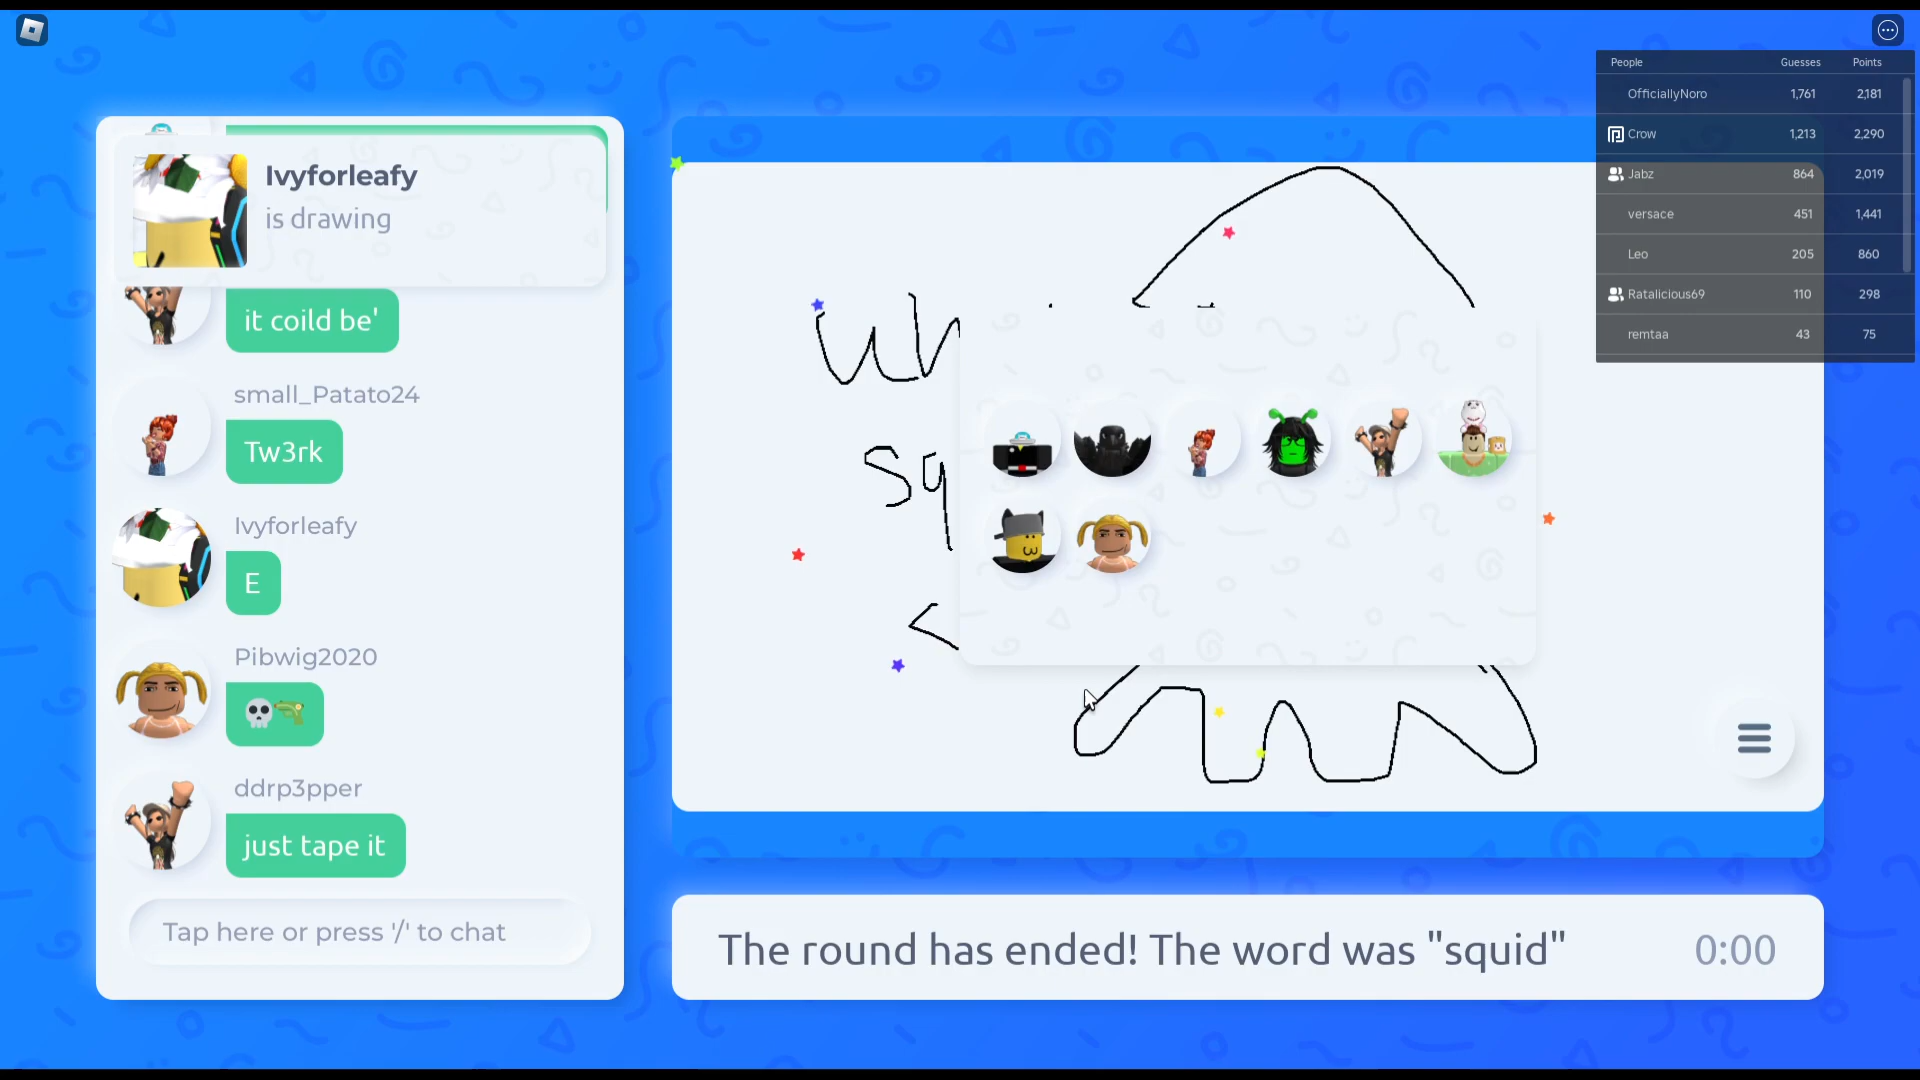 Ivyforleafy
is drawing
it coild be'
small_Patato24
Tw3rk
Ivyforleafy
E
Pibwig2020
ddrp3pper
just tape it
Tap here or press '/' to chat
sq
The round has ended! The word was "squid"
0:00
People Guesses Points
OfficiallyNoro 1,761 2,181
Crow 1,213 2,290
Jabz 864 2,019
versace 451 1,441
Leo 205 860
Ratalicious69 110 298
remtaa 43 75